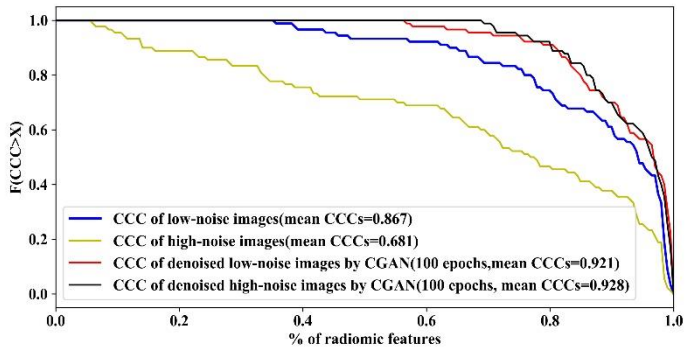 1.0
0.8
0.6
0.4
0.2
0.0
F(CCC>X)
CCC of low-noise images(mean CCCs=0.867)
CCC of high-noise images(mean CCCs=0.681)
CCC of denoised low-noise images by CGAN(100 epochs,mean CCCs=0.921)
CCC of denoised high-noise images by CGAN(100 epochs, mean CCCs=0.928)
0.0 0.2 0.4 0.6 0.8 1.0
% of radiomic features